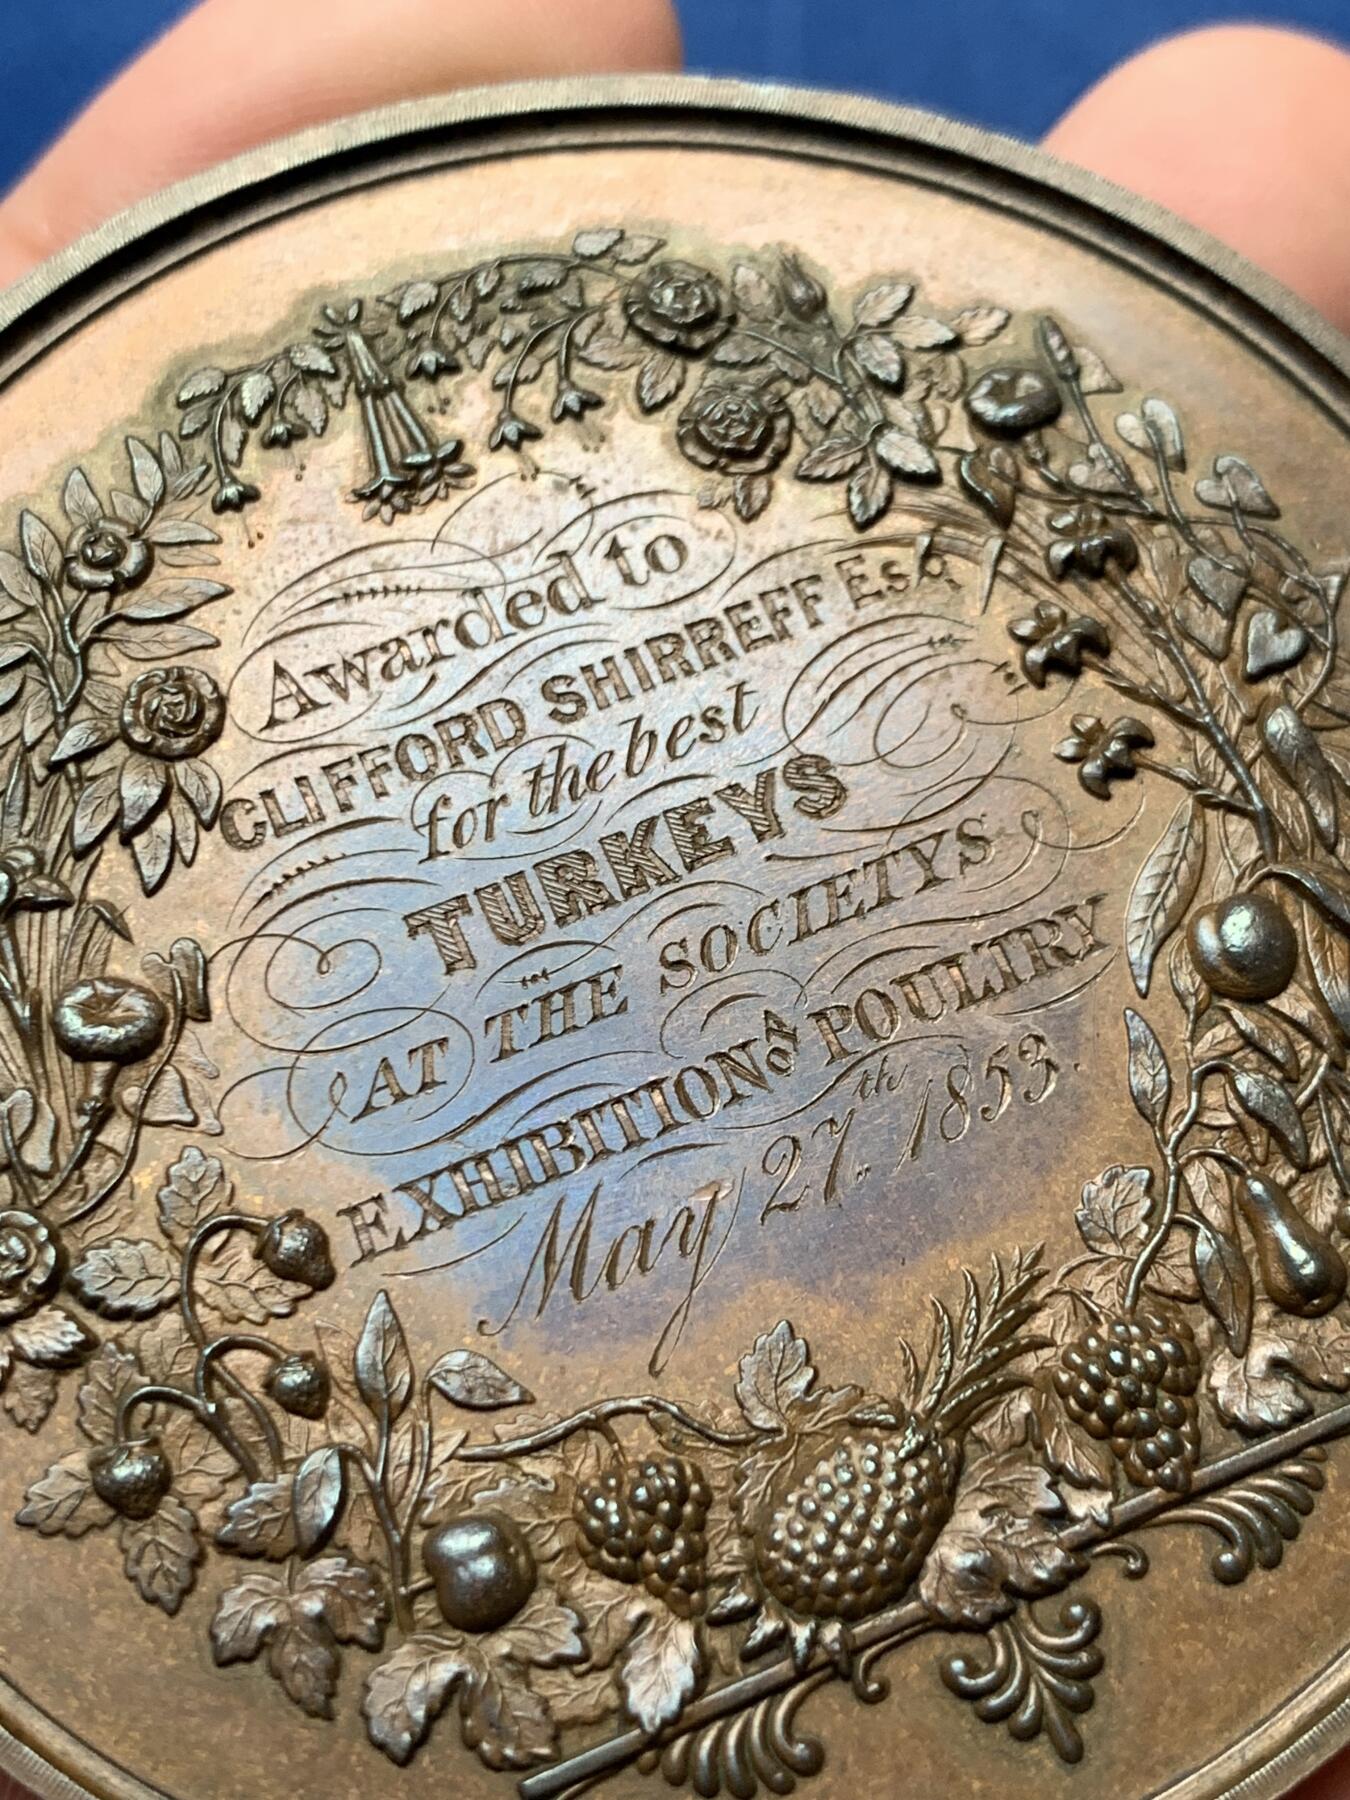 Awarded to
CLIFFORD SHIRREFF Esq.
for the best
TURKEYS
AT THE SOCIETYS
EXHIBITION of POULTRY
May 27th 1853.